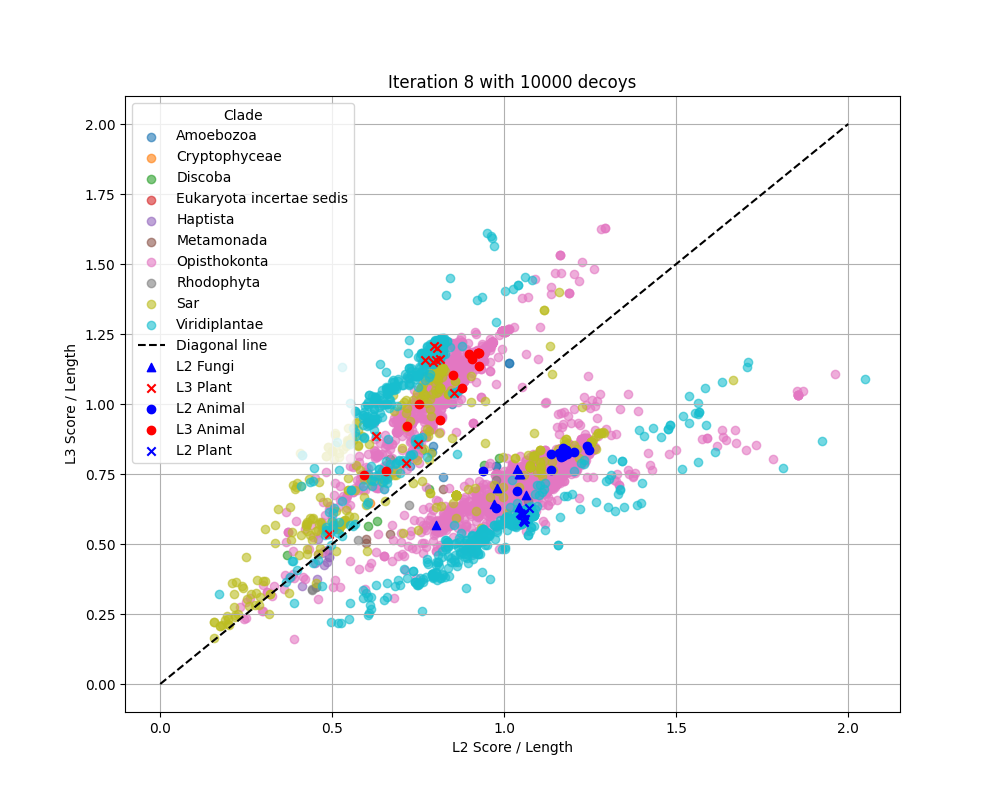 Iteration 8 with 10000 decoys
Clade
Amoebozoa
Cryptophyceae
Discoba
Eukaryota incertae sedis
Haptista
Metamonada
Opisthokonta
Rhodophyta
Sar
Viridiplantae
Diagonal line
L2 Fungi
L3 Plant
L2 Animal
L3 Animal
L2 Plant
L3 Score / Length
2.00
1.75
1.50
1.25
1.00
0.75
0.50
0.25
0.00
0.0 0.5 1.0 1.5 2.0
L2 Score / Length